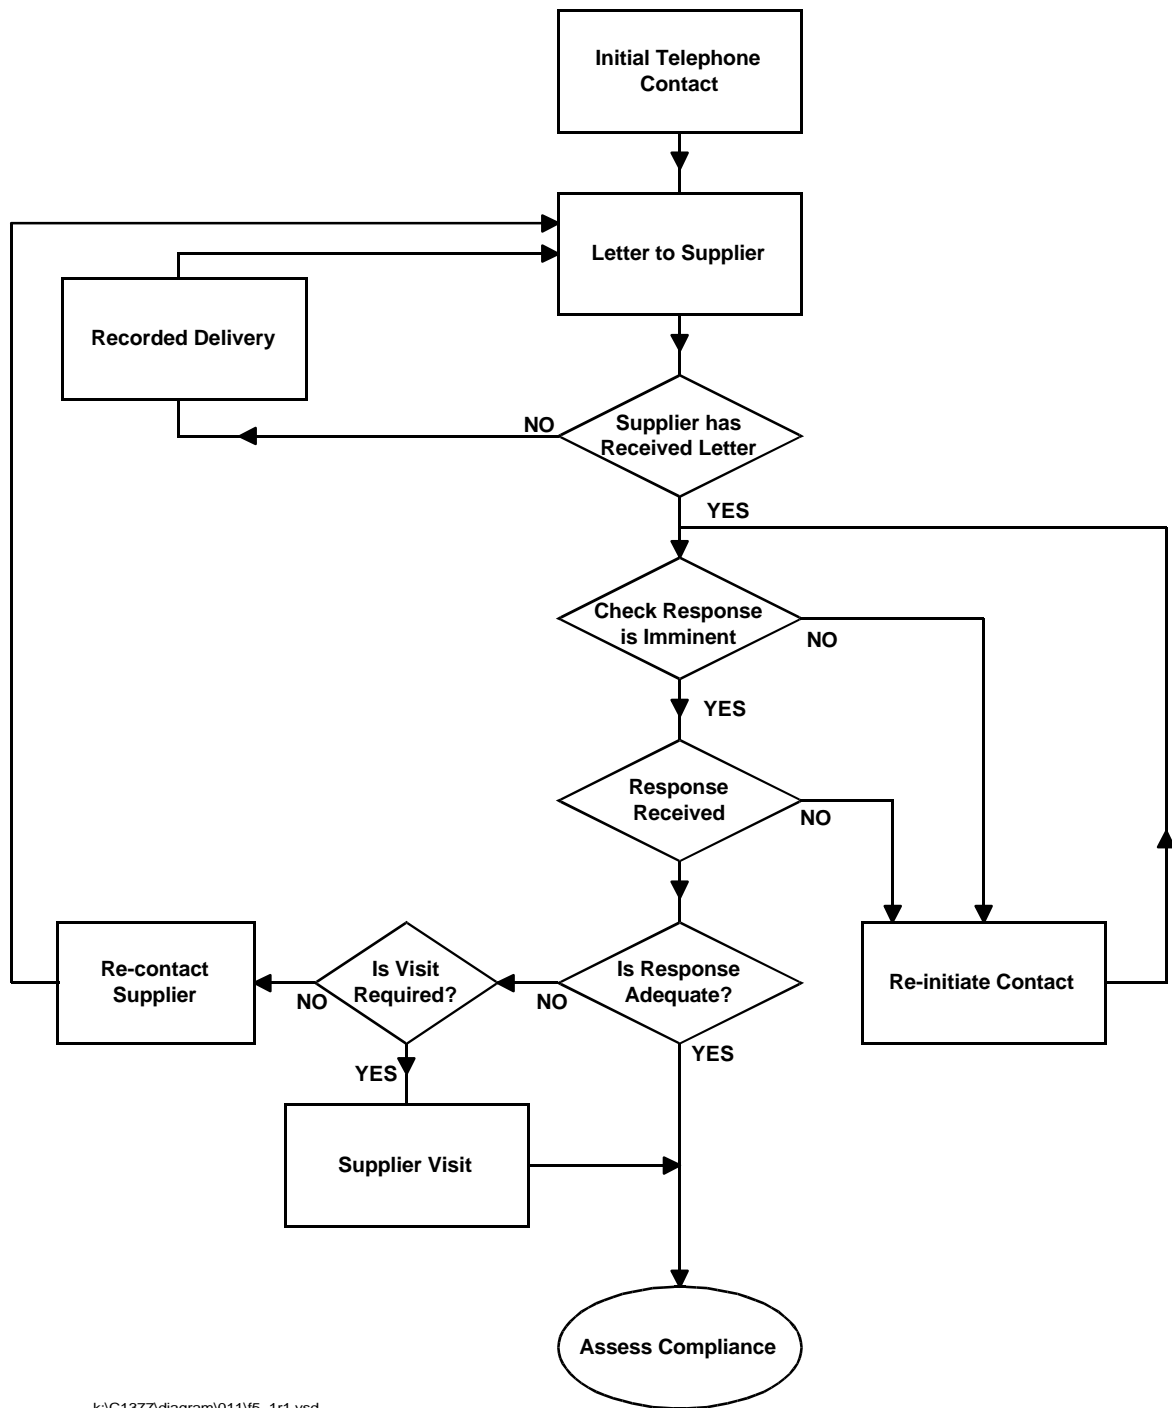 Initial Telephone
Contact
Letter to Supplier
Recorded Delivery
NO
Supplier has
Received Letter
YES
Check Response
is Imminent
NO
YES
Response
Received
NO
Re-contact
Supplier
NO
Is Visit
Required?
NO
Is Response
Adequate?
Re-initiate Contact
YES
YES
Supplier Visit
Assess Compliance